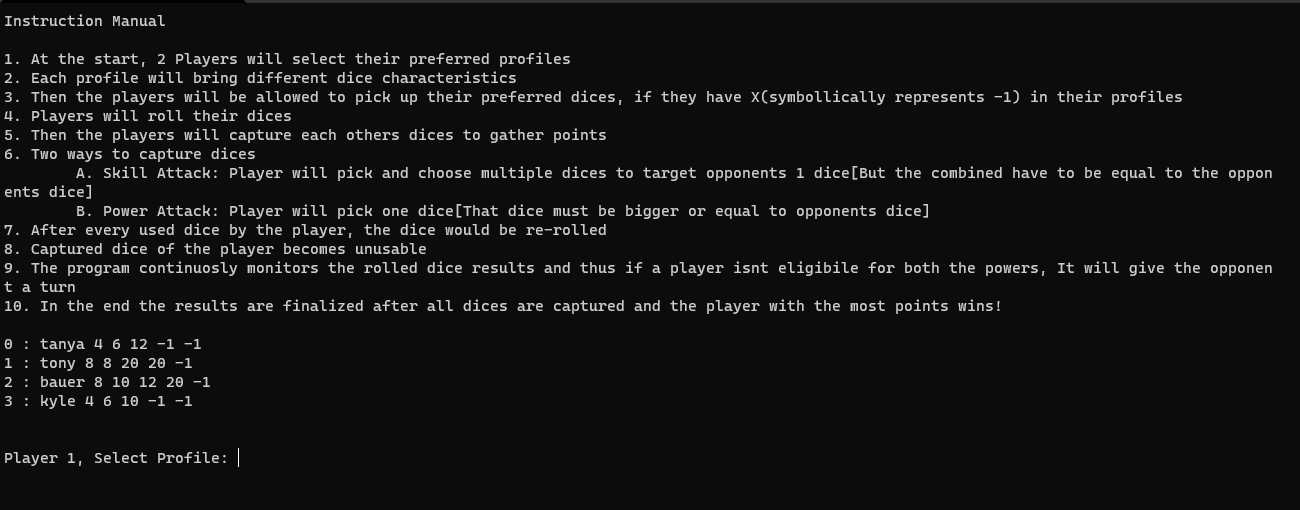 Instruction Manual
1. At the start, 2 Players will select their preferred profiles
2. Each profile will bring different dice characteristics
3. Then the players will be allowed to pick up their preferred dices, if they have X(symbollically represents -1) in their profiles
4. Players will roll their dices
5. Then the players will capture each others dices to gather points
6. Two ways to capture dices
A. Skill Attack: Player will pick and choose multiple dices to target opponents 1 dice[But the combined have to be equal to the oppon
ents dice]
B. Power Attack: Player will pick one dice[That dice must be bigger or equal to opponents dice]
7. After every used dice by the player, the dice would be re-rolled
8. Captured dice of the player becomes unusable
9. The program continuosly monitors the rolled dice results and thus if a player isnt eligibile for both the powers, It will give the opponen
t a turn
10. In the end the results are finalized after all dices are captured and the player with the most points wins!
0 : tanya 4 6 12 -1 -1
1 : tony 8 8 20 20 -1
2 : bauer 8 10 12 20 -1
3 : kyle 4 6 10 -1 -1
Player 1, Select Profile: